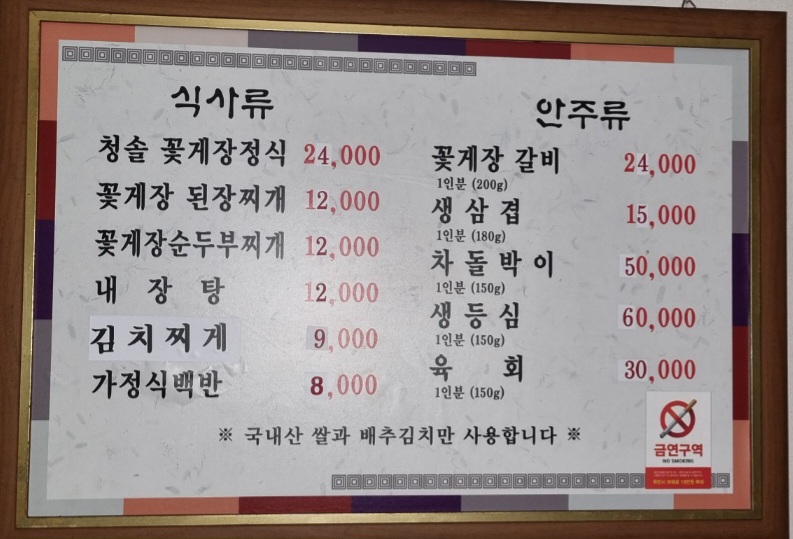 식사류
청솔 꽃게장정식 24,000
꽃게장 된장찌개 12,000
꽃게장순두부찌개 12,000
내 장 탕 12,000
김치찌게 9,000
가정식백반 8,000
안주류
꽃게장 갈비 24,000
1인분 (200g)
생삼겹 15,000
1인분 (180g)
차돌박이 50,000
1인분 (150g)
생등심 60,000
1인분 (150g)
육 회 30,000
1인분 (150g)
※ 국내산 쌀과 배추김치만 사용합니다 ※
금연구역
NO SMOKING